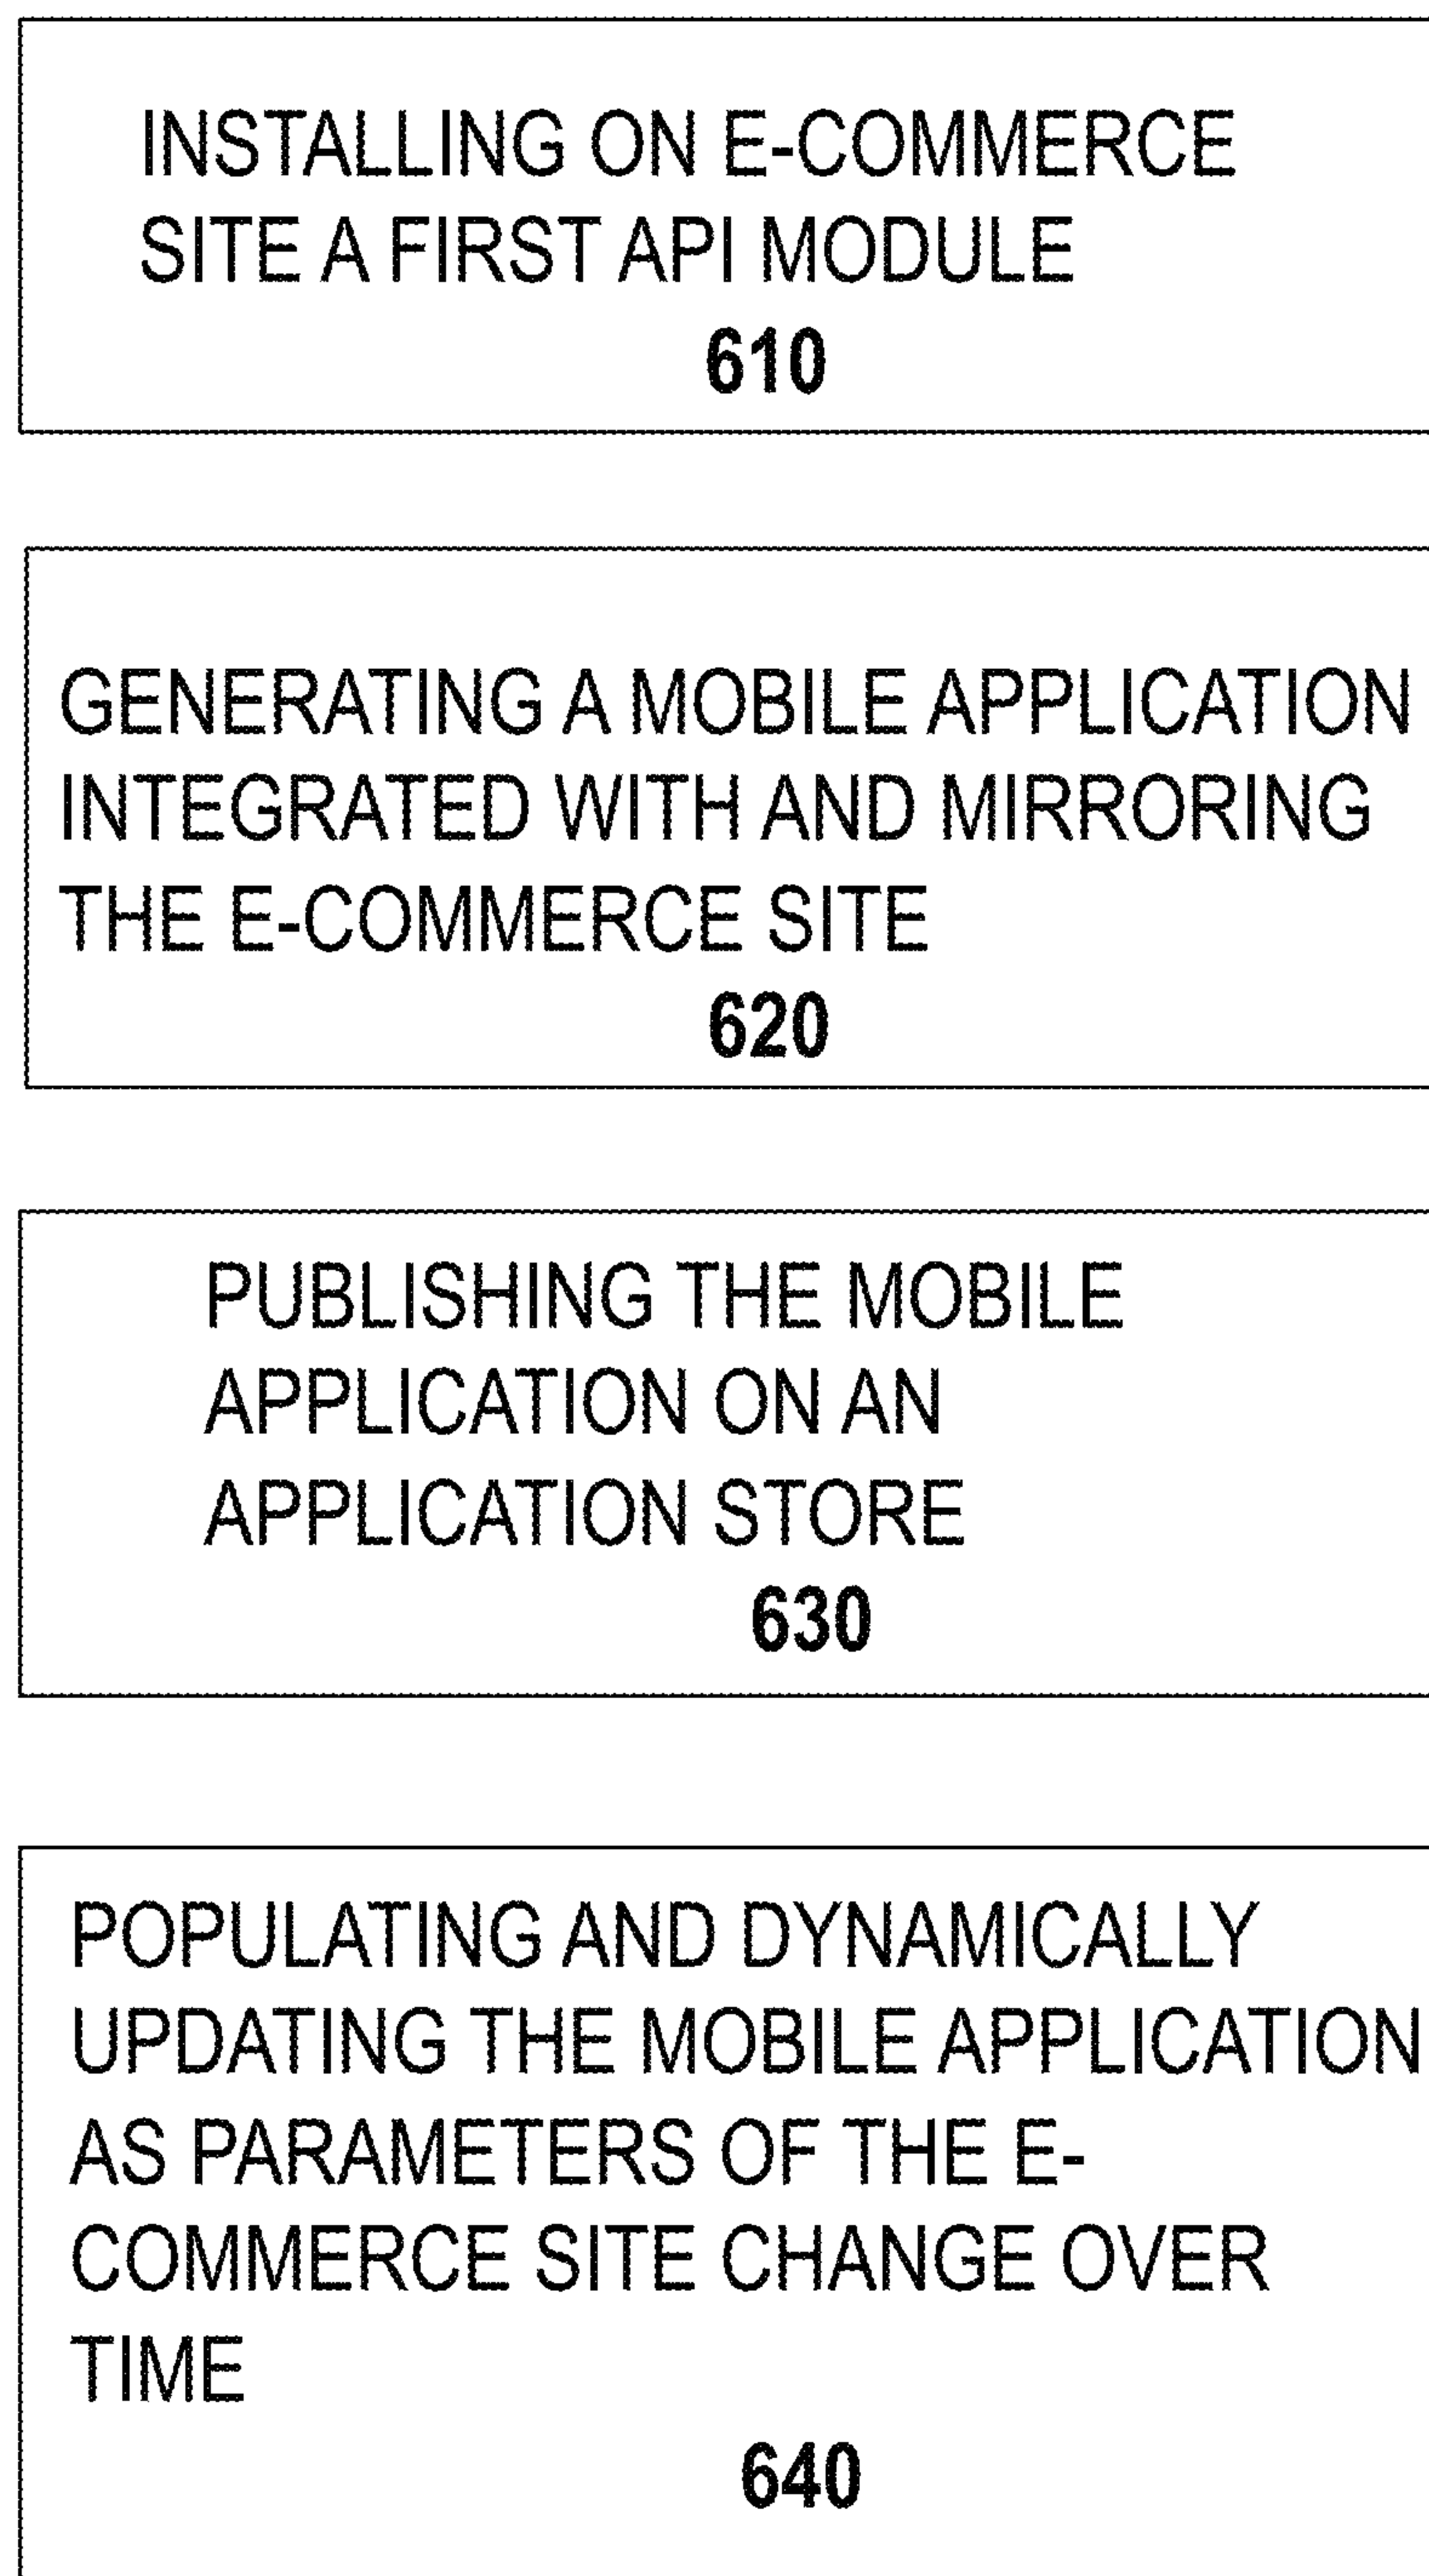 INSTALLING ON E-COMMERCE
SITE A FIRST API MODULE
610
GENERATING A MOBILE APPLICATION
INTEGRATED WITH AND MIRRORING
THE E-COMMERCE SITE
620
PUBLISHING THE MOBILE
APPLICATION ON AN
APPLICATION STORE
630
POPULATING AND DYNAMICALLY
UPDATING THE MOBILE APPLICATION
AS PARAMETERS OF THE E-
COMMERCE SITE CHANGE OVER
TIME
640